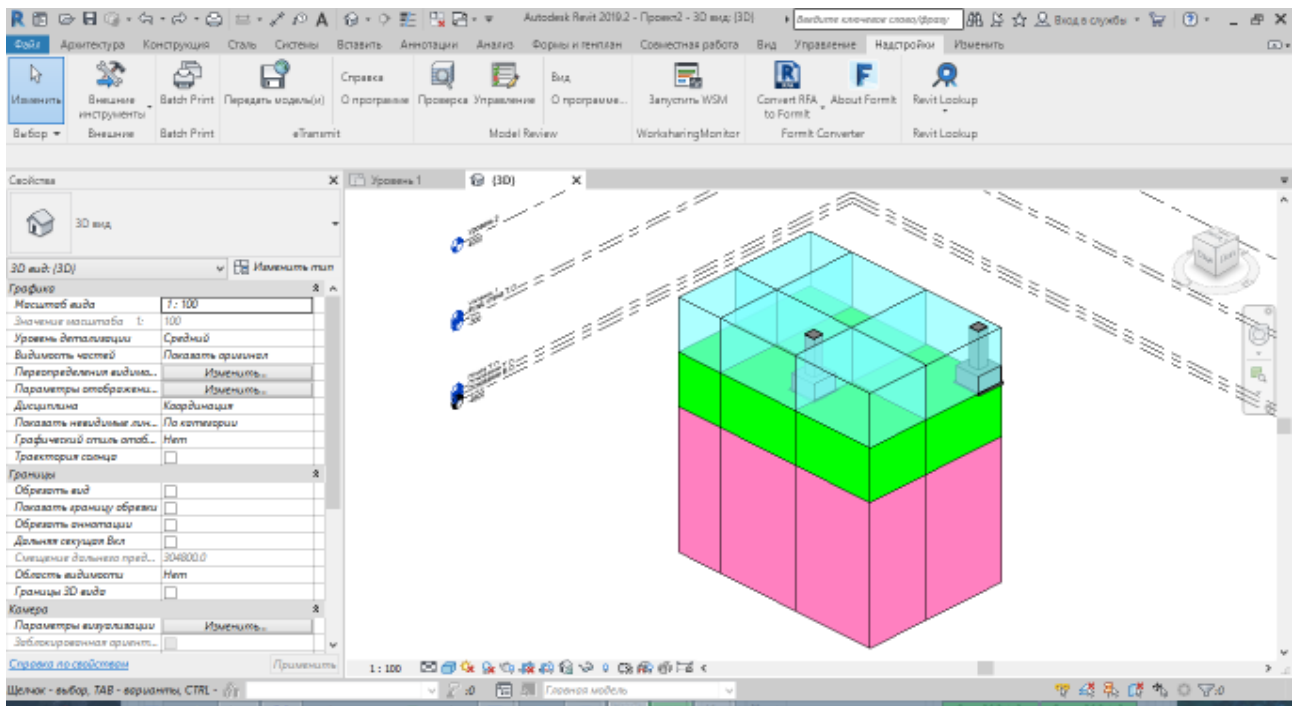 Autodesk Revit 2019.2 - Проект2 - 3D вид: {3D}
Введите ключевое слово/фразу
Вход в службы
Файл Архитектура Конструкция Сталь Системы Вставить Аннотации Анализ Формы и генплан Совместная работа Вид Управление Надстройки Изменить
Изменить
Внешние инструменты
Batch Print
Передать модель(и)
Справка
О программе
Проверка
Управление
Вид
О программе...
Запустить WSM
Convert RFA to FormIt
About FormIt
Revit Lookup
Выбор
Внешние
Batch Print
eTransmit
Model Review
WorksharingMonitor
FormIt Converter
Revit Lookup
Свойства
Уровень 1
{3D}
3D вид
3D вид: {3D}
Изменить тип
Графика
Масштаб вида 1 : 100
Значение масштаба 1: 100
Уровень детализации Средний
Видимость частей Показать оригинал
Переопределения видимо... Изменить...
Параметры отображени... Изменить...
Дисциплина Координация
Показать невидимые лин... По категории
Графический стиль отоб... Нет
Траектория солнца
Границы
Обрезать вид
Показать границу обрезки
Обрезать аннотации
Дальняя секущая Вкл
Смещение дальнего пред... 304800.0
Область видимости Нет
Границы 3D вида
Камера
Параметры визуализации Изменить...
Заблокированная ориент...
Справка по свойствам
Применить
1 : 100
Щелчок - выбор, TAB - варианты, CTRL -
:0
Главная модель
:0